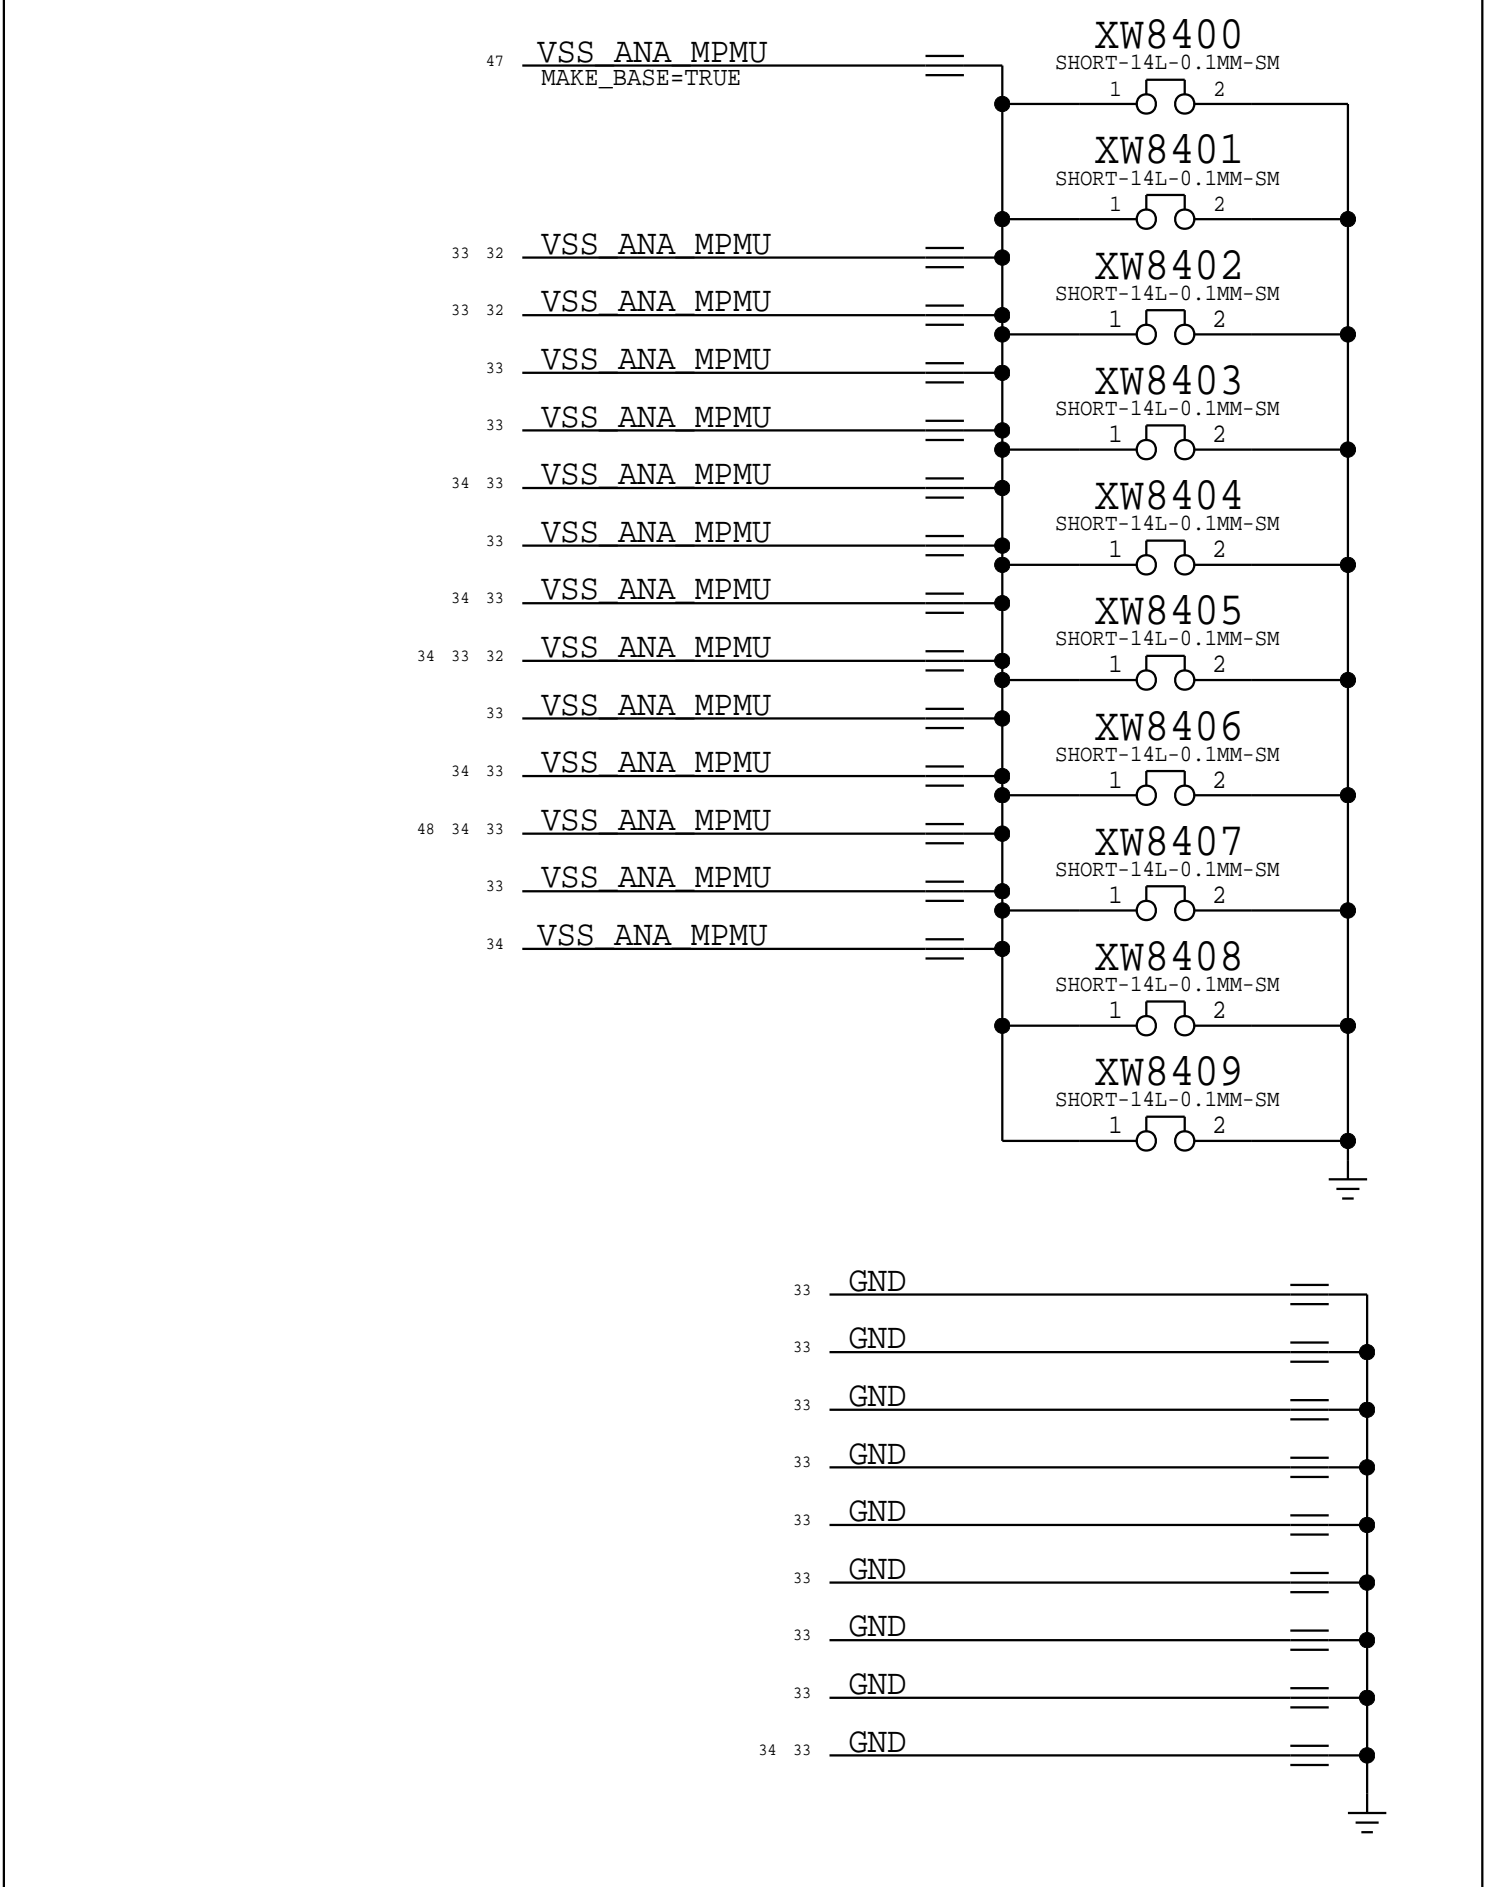 XW8400
47 VSS_ANA_MPMU SHORT-14L-0.1MM-SM
MAKE_BASE=TRUE 1 2
XW8401
SHORT-14L-0.1MM-SM
1 2
33 32 VSS_ANA_MPMU
XW8402
SHORT-14L-0.1MM-SM
33 32 VSS_ANA_MPMU 1 2
33 VSS_ANA_MPMU XW8403
SHORT-14L-0.1MM-SM
33 VSS_ANA_MPMU 1 2
34 33 VSS_ANA_MPMU XW8404
SHORT-14L-0.1MM-SM
33 VSS_ANA_MPMU 1 2
34 33 VSS_ANA_MPMU XW8405
SHORT-14L-0.1MM-SM
34 33 32 VSS_ANA_MPMU 1 2
33 VSS_ANA_MPMU XW8406
SHORT-14L-0.1MM-SM
34 33 VSS_ANA_MPMU 1 2
48 34 33 VSS_ANA_MPMU XW8407
SHORT-14L-0.1MM-SM
33 VSS_ANA_MPMU 1 2
34 VSS_ANA_MPMU XW8408
SHORT-14L-0.1MM-SM
1 2
XW8409
SHORT-14L-0.1MM-SM
1 2
33 GND
33 GND
33 GND
33 GND
33 GND
33 GND
33 GND
33 GND
34 33 GND